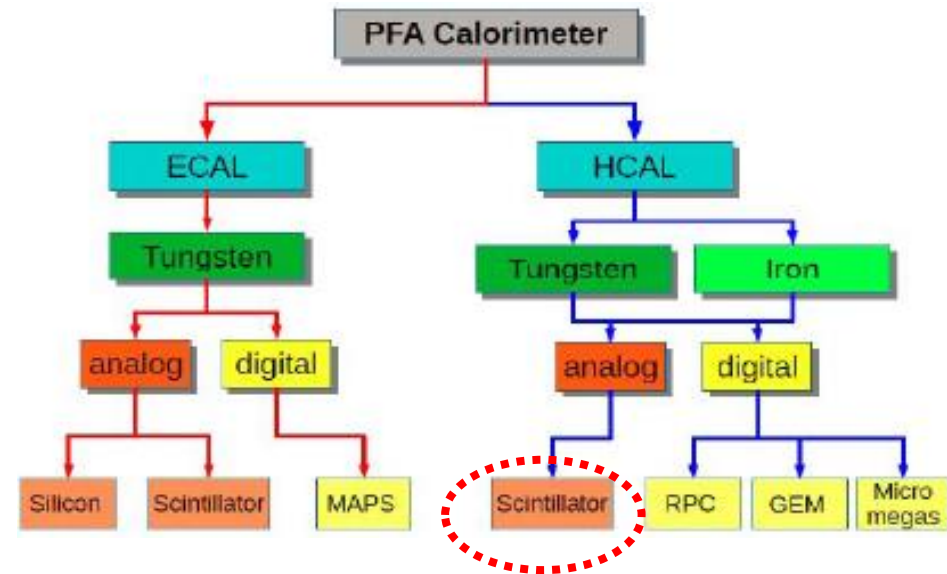 PFA Calorimeter
ECAL
HCAL
Tungsten
Tungsten
Iron
analog
digital
analog
digital
Silicon
Scintillator
MAPS
Scintillator
RPC
GEM
Micro
megas